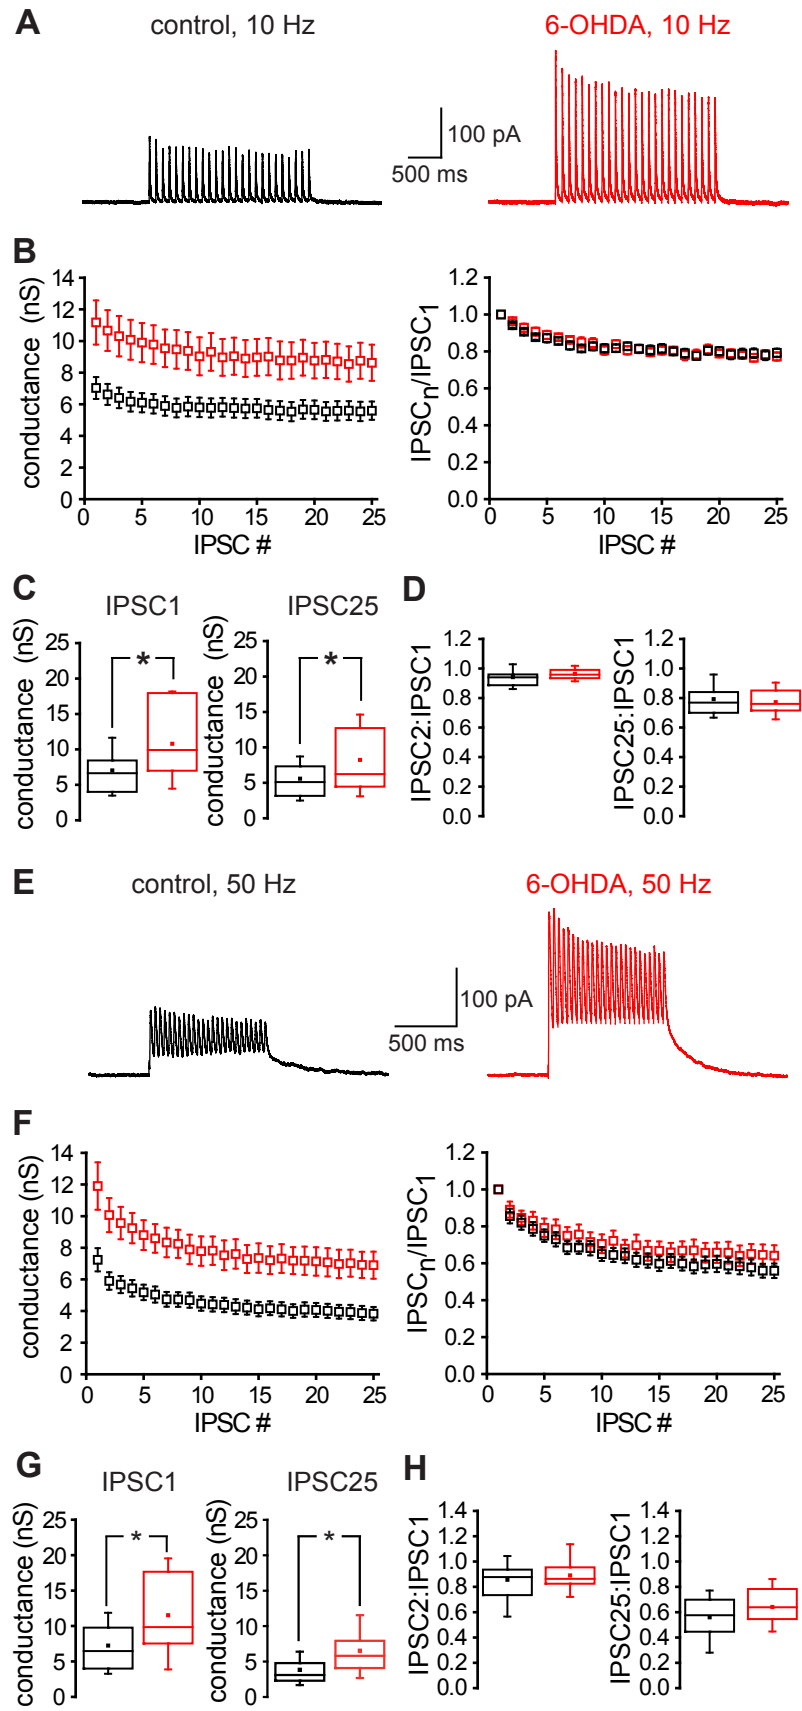 A control, 10 Hz 6-OHDA, 10 Hz
100 pA
500 ms
B
conductance (nS)
14
12
10
8
6
4
2
0
0 5 10 15 20 25
IPSC #
IPSCn/IPSC1
1.2
1.0
0.8
0.6
0.4
0.2
0.0
0 5 10 15 20 25
IPSC #
C
IPSC1
conductance (nS)
25
20
15
10
5
0
*
IPSC25
conductance (nS)
25
20
15
10
5
0
*
D
IPSC2:IPSC1
1.2
1.0
0.8
0.6
0.4
0.2
0.0
IPSC25:IPSC1
1.2
1.0
0.8
0.6
0.4
0.2
0.0
E control, 50 Hz 6-OHDA, 50 Hz
100 pA
500 ms
F
conductance (nS)
14
12
10
8
6
4
2
0
0 5 10 15 20 25
IPSC #
IPSCn/IPSC1
1.2
1.0
0.8
0.6
0.4
0.2
0.0
0 5 10 15 20 25
IPSC #
G
IPSC1
conductance (nS)
25
20
15
10
5
0
*
IPSC25
conductance (nS)
25
20
15
10
5
0
*
H
IPSC2:IPSC1
1.4
1.2
1.0
0.8
0.6
0.4
0.2
0.0
IPSC25:IPSC1
1.4
1.2
1.0
0.8
0.6
0.4
0.2
0.0